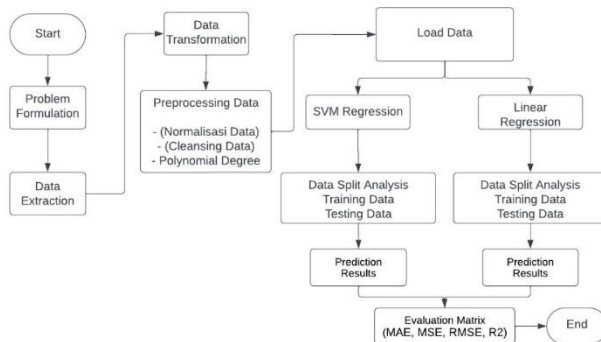 Start
Problem
Formulation
Data
Extraction
Data
Transformation
Preprocessing Data
- (Normalisasi Data)
- (Cleansing Data)
- Polynomial Degree
Load Data
SVM Regression
Data Split Analysis
Training Data
Testing Data
Prediction
Results
Linear
Regression
Data Split Analysis
Training Data
Testing Data
Prediction
Results
Evaluation Matrix
(MAE, MSE, RMSE, R2)
End